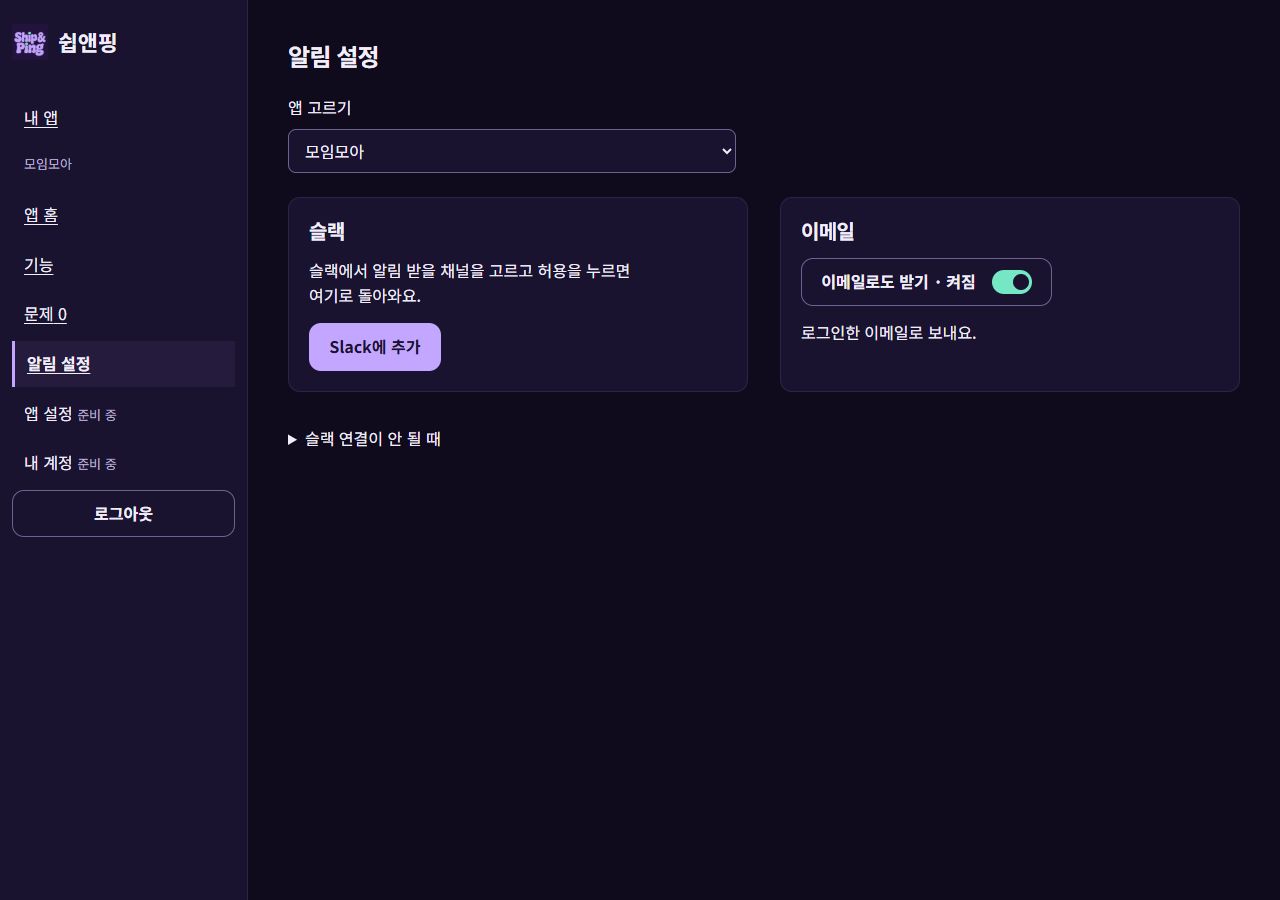 Ship&
Ping
쉽앤핑
내 앱
모임모아
앱 홈
기능
문제 0
알림 설정
앱 설정 준비 중
내 계정 준비 중
로그아웃
알림 설정
앱 고르기
모임모아
슬랙
슬랙에서 알림 받을 채널을 고르고 허용을 누르면
여기로 돌아와요.
Slack에 추가
이메일
이메일로도 받기 · 켜짐
로그인한 이메일로 보내요.
슬랙 연결이 안 될 때